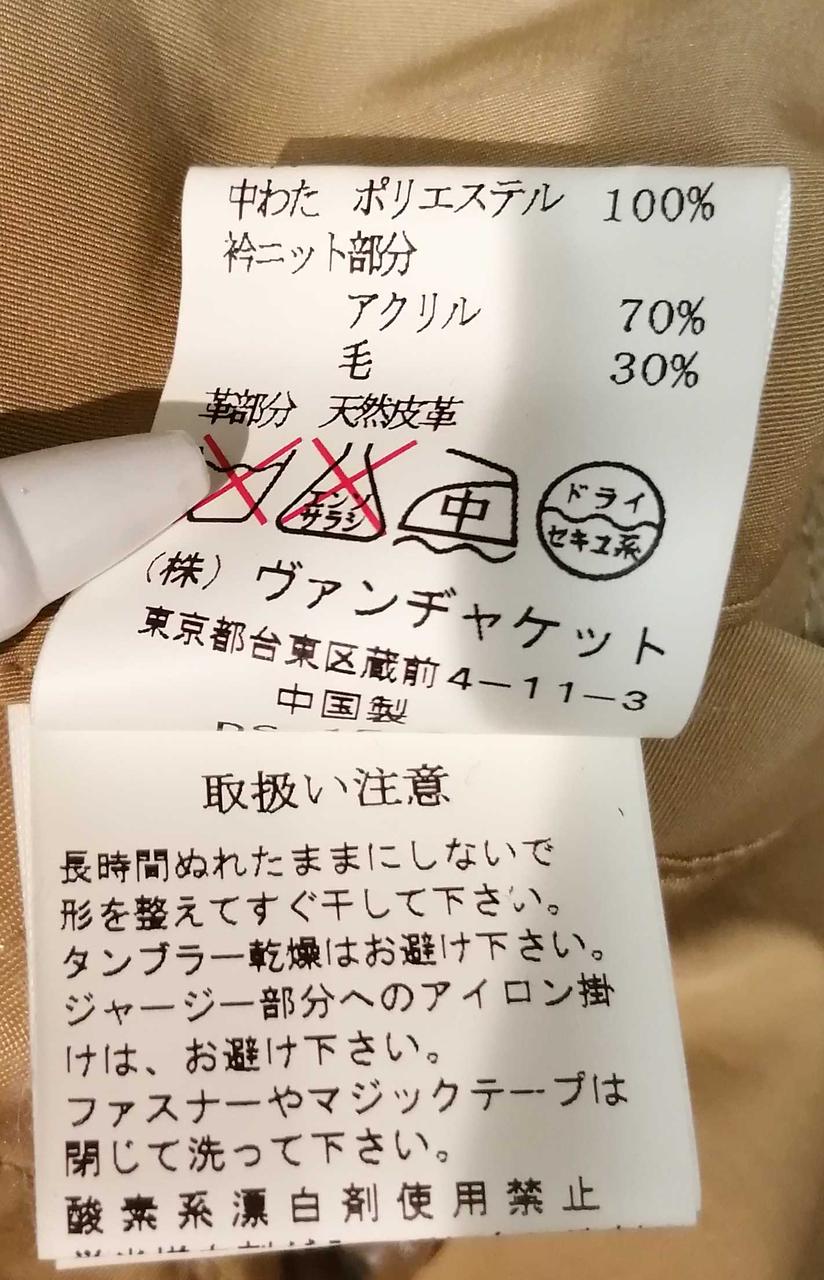 中わた ポリエステル 100%
衿ニット部分
アクリル 70%
毛 30%
革部分 天然皮革
エンソ
サラシ
中
ドライ
セキユ系
(株) ヴァンヂャケット
東京都台東区蔵前4-11-3
中国製
取扱い注意
長時間ぬれたままにしないで
形を整えてすぐ干して下さい。
タンブラー乾燥はお避け下さい。
ジャージー部分へのアイロン掛
けは、お避け下さい。
ファスナーやマジックテープは
閉じて洗って下さい。
酸素系漂白剤使用禁止